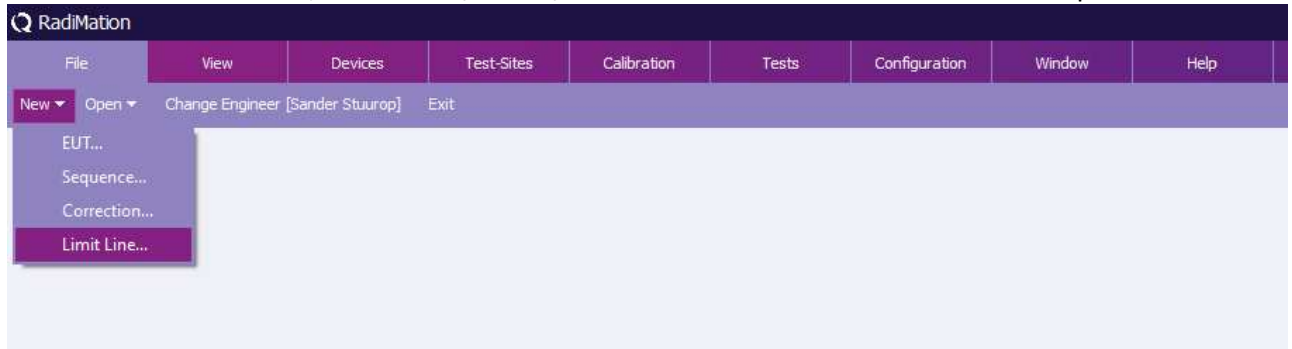 RadiMation
File View Devices Test-Sites Calibration Tests Configuration Window Help
New Open Change Engineer [Sander Stuurop] Exit
EUT...
Sequence...
Correction...
Limit Line...